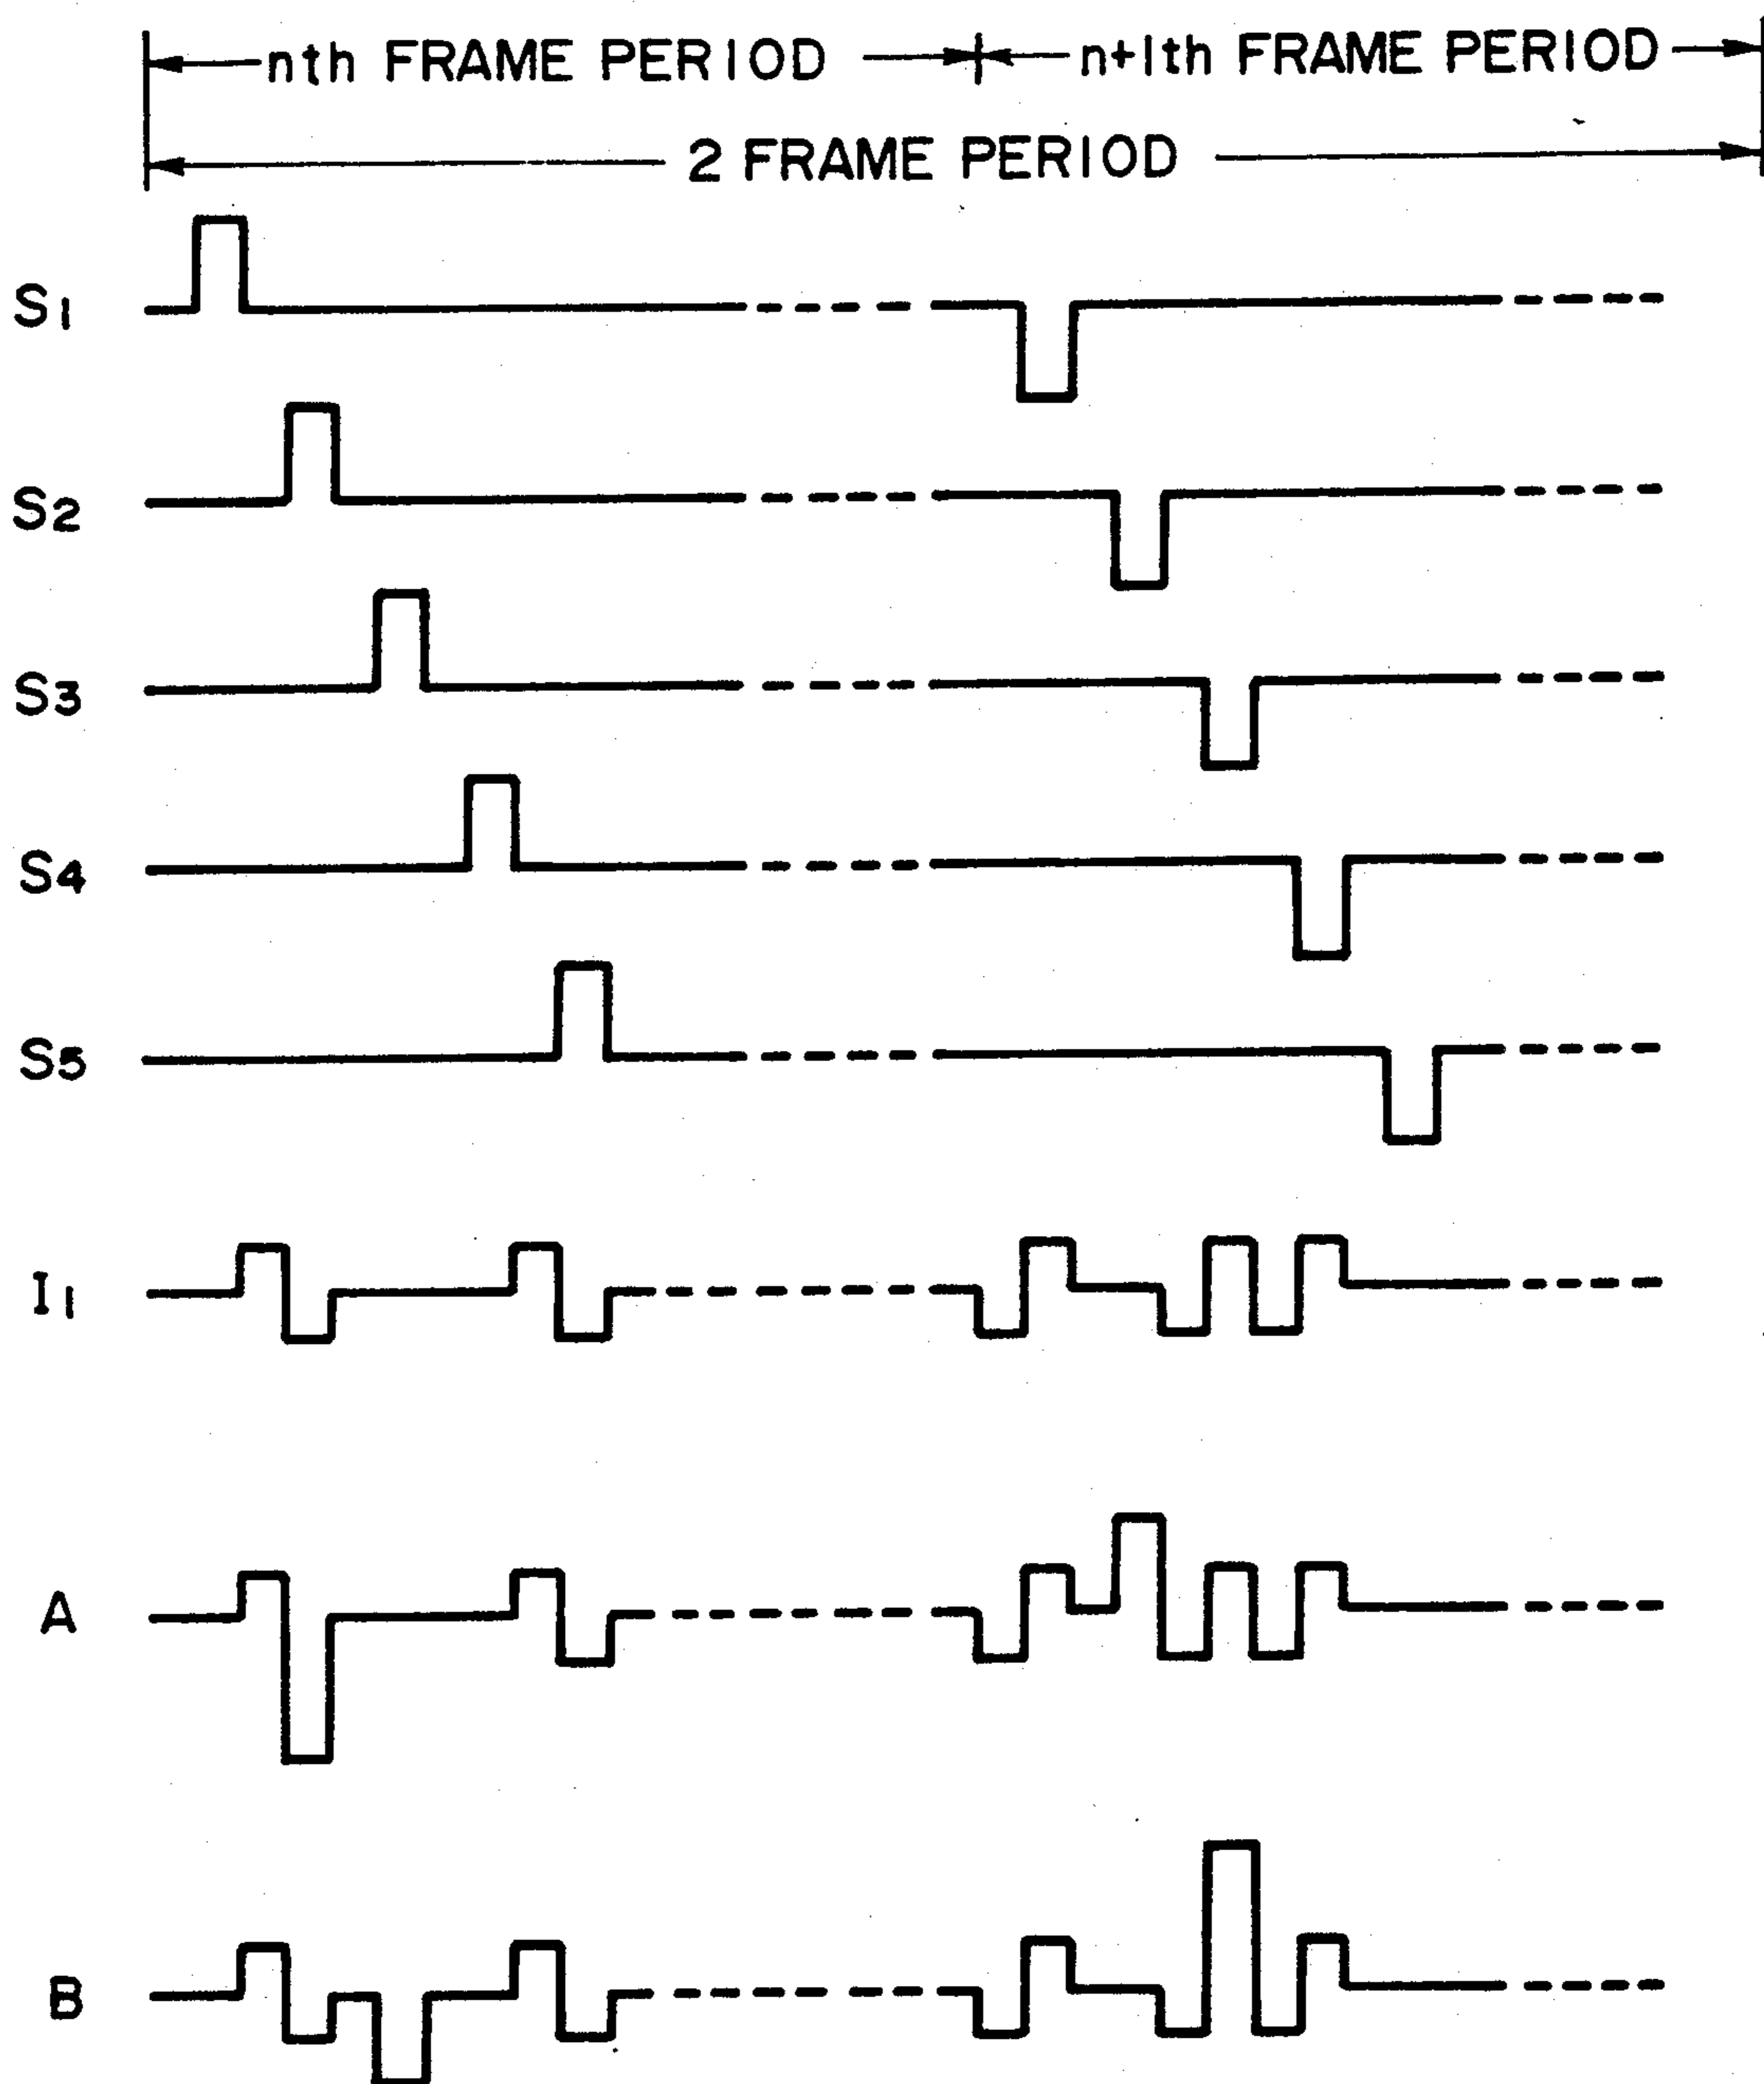 nth FRAME PERIOD n+1th FRAME PERIOD
2 FRAME PERIOD
S1
S2
S3
S4
S5
I1
A
B